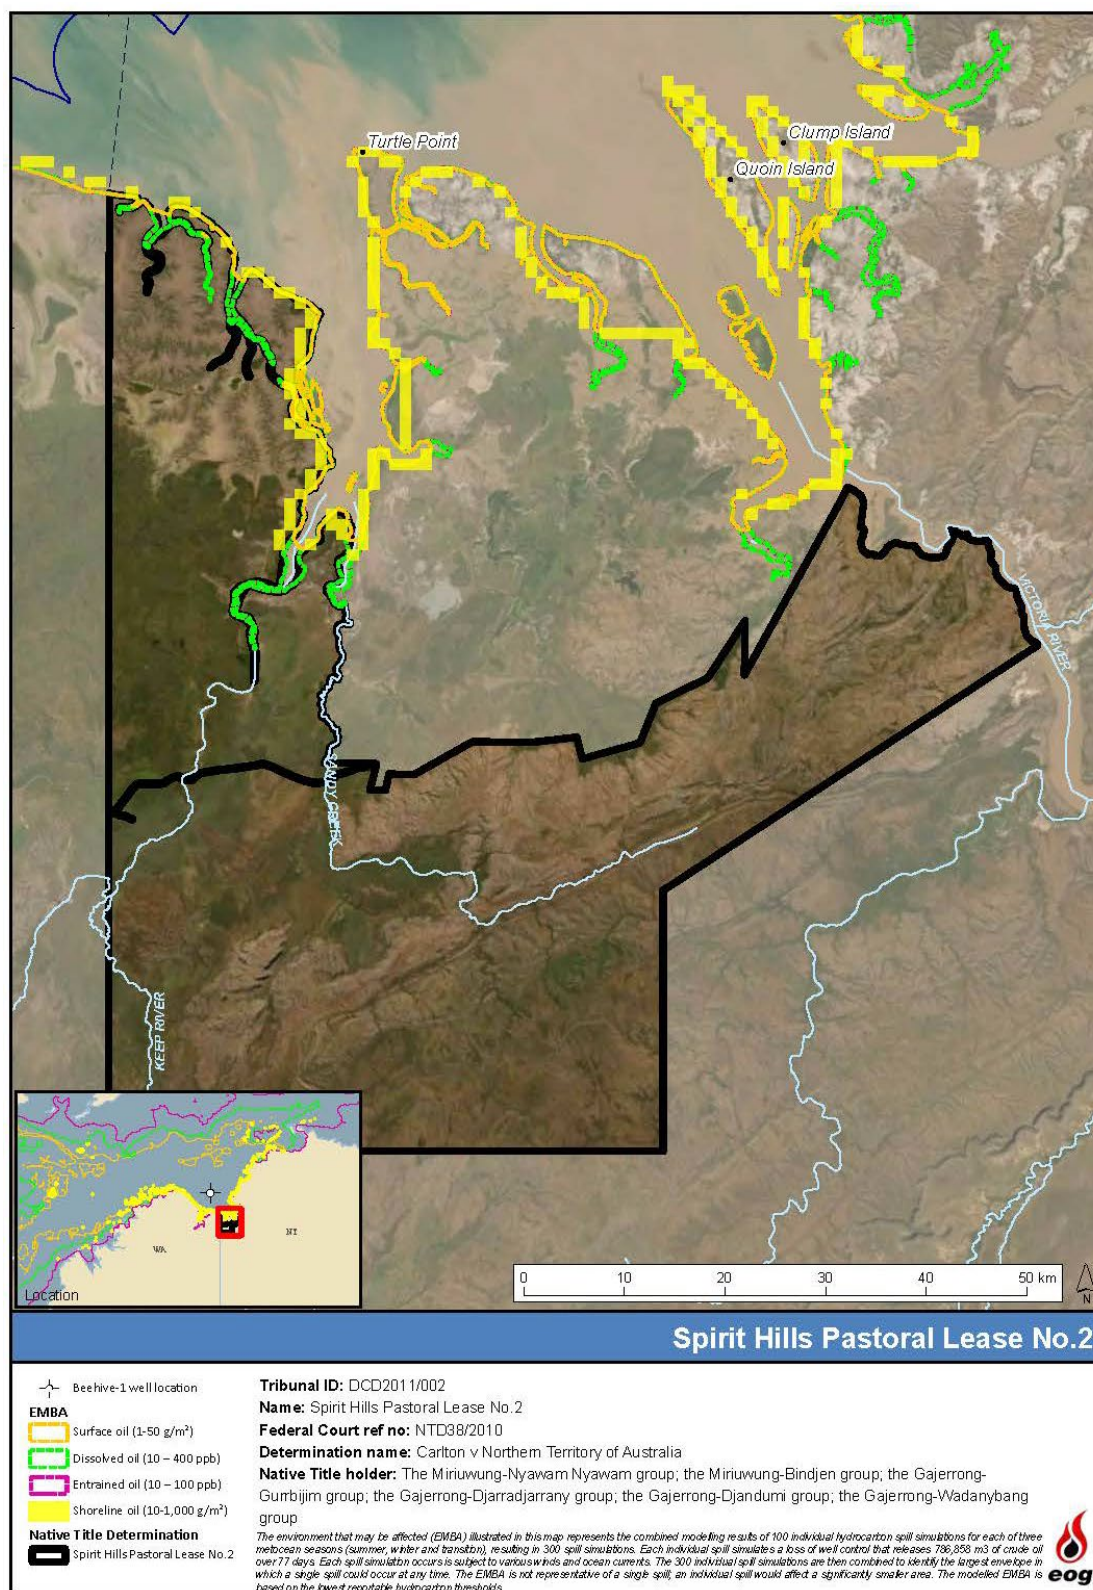 Turtle Point
Clump Island
Quoin Island
VICTORIA RIVER
SANDY CREEK
KEEP RIVER
WA
NT
Location
0 10 20 30 40 50 km
N
Spirit Hills Pastoral Lease No.2
Beehive-1 well location
EMBA
Surface oil (1-50 g/m²)
Dissolved oil (10 – 400 ppb)
Entrained oil (10 – 100 ppb)
Shoreline oil (10-1,000 g/m²)
Native Title Determination
Spirit Hills Pastoral Lease No.2
Tribunal ID: DCD2011/002
Name: Spirit Hills Pastoral Lease No.2
Federal Court ref no: NTD38/2010
Determination name: Carlton v Northern Territory of Australia
Native Title holder: The Miriuwung-Nyawam Nyawam group; the Miriuwung-Bindjen group; the Gajerrong-
Gurrbijim group; the Gajerrong-Djarradjarrany group; the Gajerrong-Djandumi group; the Gajerrong-Wadanybang
group
The environment that may be affected (EMBA) illustrated in this map represents the combined modelling results of 100 individual hydrocarbon spill simulations for each of three
metocean seasons (summer, winter and transition), resulting in 300 spill simulations. Each individual spill simulates a loss of well control that releases 786,858 m3 of crude oil
over 77 days. Each spill simulation occurs is subject to various winds and ocean currents. The 300 individual spill simulations are then combined to identify the largest envelope in
which a single spill could occur at any time. The EMBA is not representative of a single spill; an individual spill would affect a significantly smaller area. The modelled EMBA is
based on the lowest reportable hydrocarbon thresholds.
eog